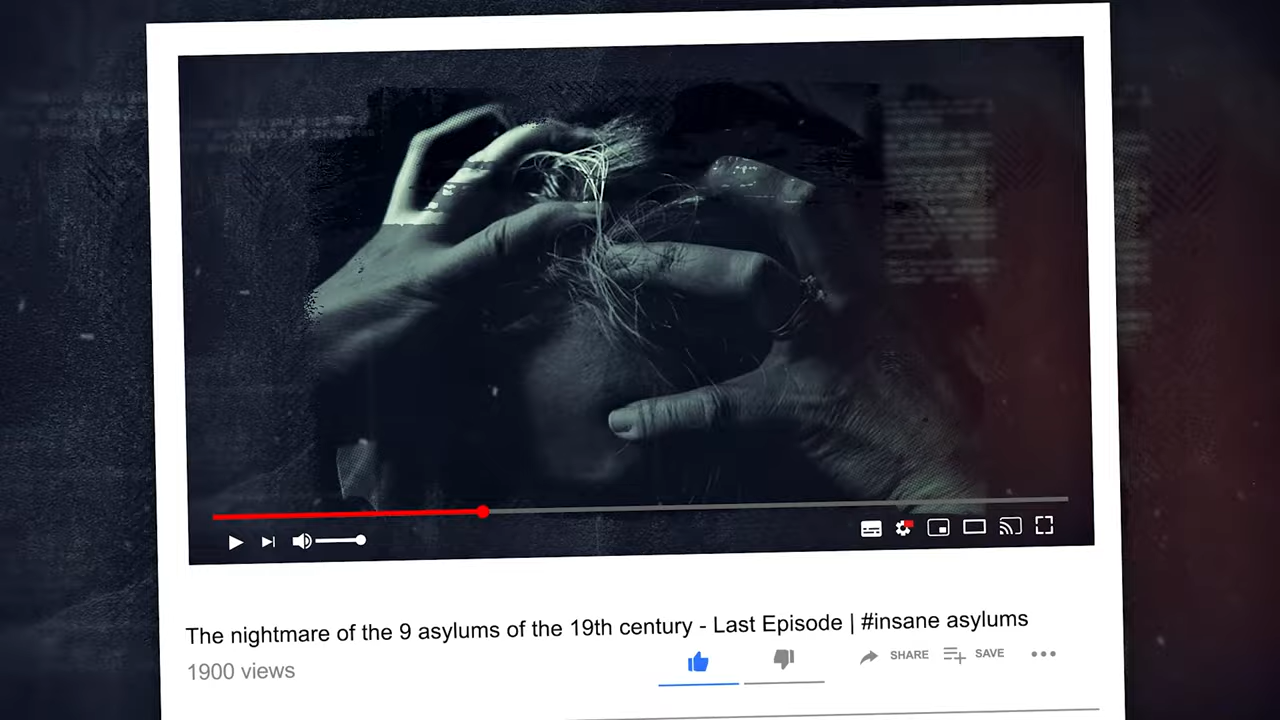 The nightmare of the 9 asylums of the 19th century - Last Episode | #insane asylums
1900 views
SHARE
SAVE